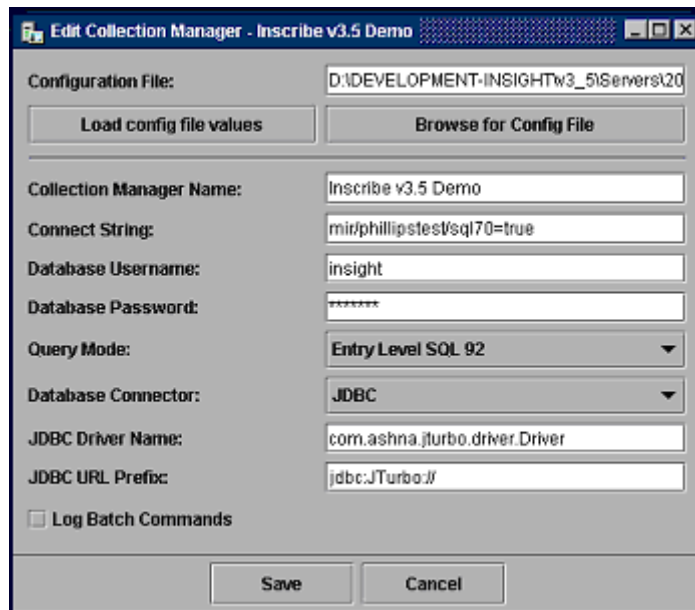 Edit Collection Manager - Inscribe v3.5 Demo
Configuration File: D:\DEVELOPMENT-INSIGHT\v3_5\Servers\20
Load config file values Browse for Config File
Collection Manager Name: Inscribe v3.5 Demo
Connect String: mir/phillipstest/sql70=true
Database Username: insight
Database Password: *******
Query Mode: Entry Level SQL 92
Database Connector: JDBC
JDBC Driver Name: com.ashna.jturbo.driver.Driver
JDBC URL Prefix: jdbc:JTurbo://
Log Batch Commands
Save Cancel